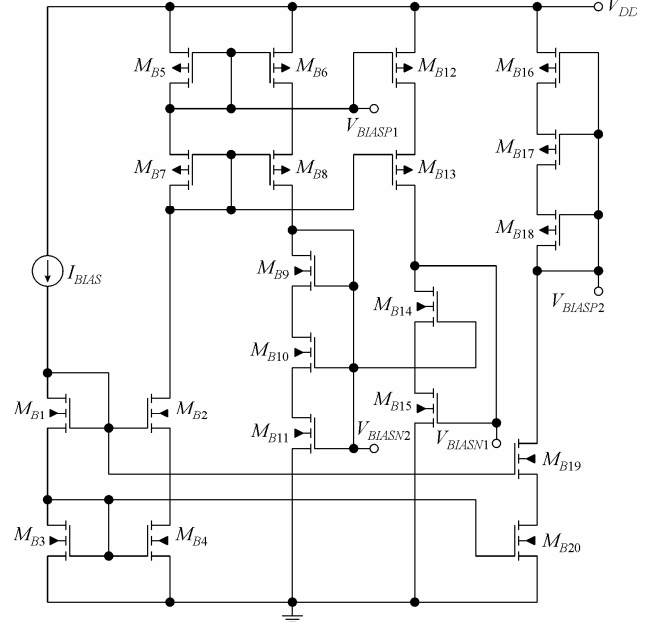 V_DD
M_B5
M_B6
M_B12
M_B16
V_BIASP1
M_B17
M_B7
M_B8
M_B13
M_B18
I_BIAS
M_B9
V_BIASP2
M_B14
M_B10
M_B1
M_B2
M_B15
M_B11
V_BIASN2
V_BIASN1
M_B19
M_B3
M_B4
M_B20